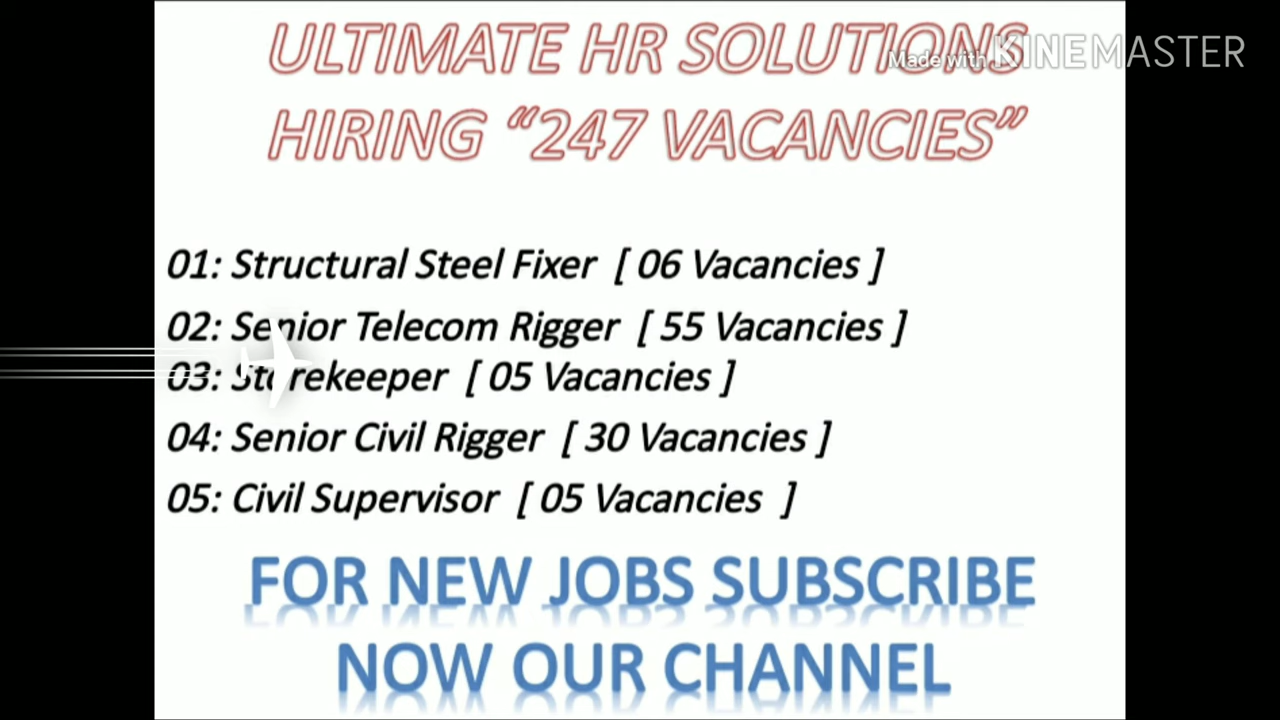 ULTIMATE HR SOLUTIONS
Made with KINEMASTER
HIRING “247 VACANCIES”
01: Structural Steel Fixer [ 06 Vacancies ]
02: Senior Telecom Rigger [ 55 Vacancies ]
03: Storekeeper [ 05 Vacancies ]
04: Senior Civil Rigger [ 30 Vacancies ]
05: Civil Supervisor [ 05 Vacancies ]
FOR NEW JOBS SUBSCRIBE
NOW OUR CHANNEL